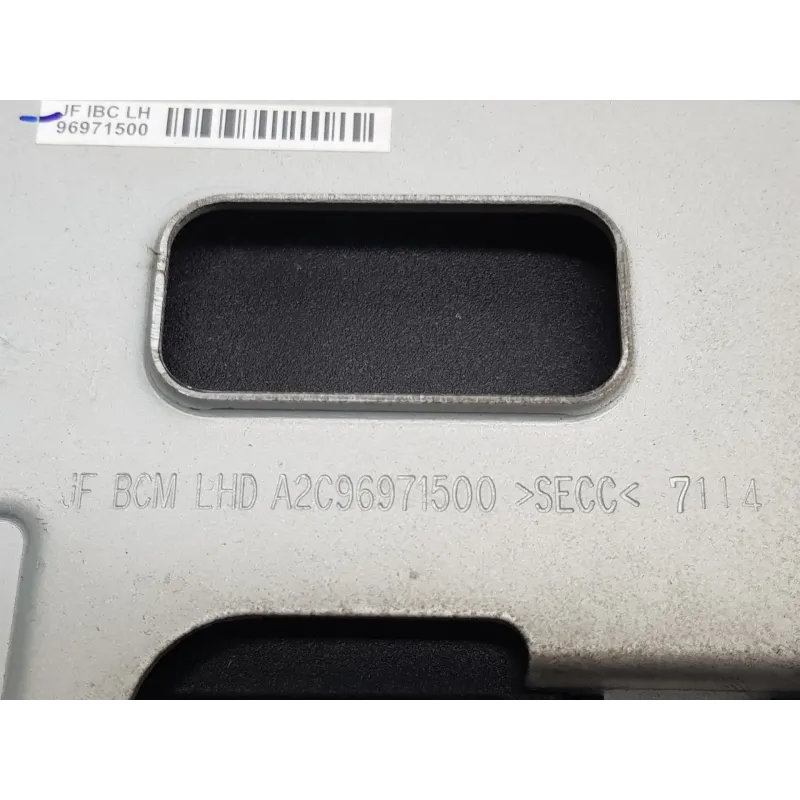 JF IBC LH
96971500
JF BCM LHD A2C96971500 >SECC< 7114